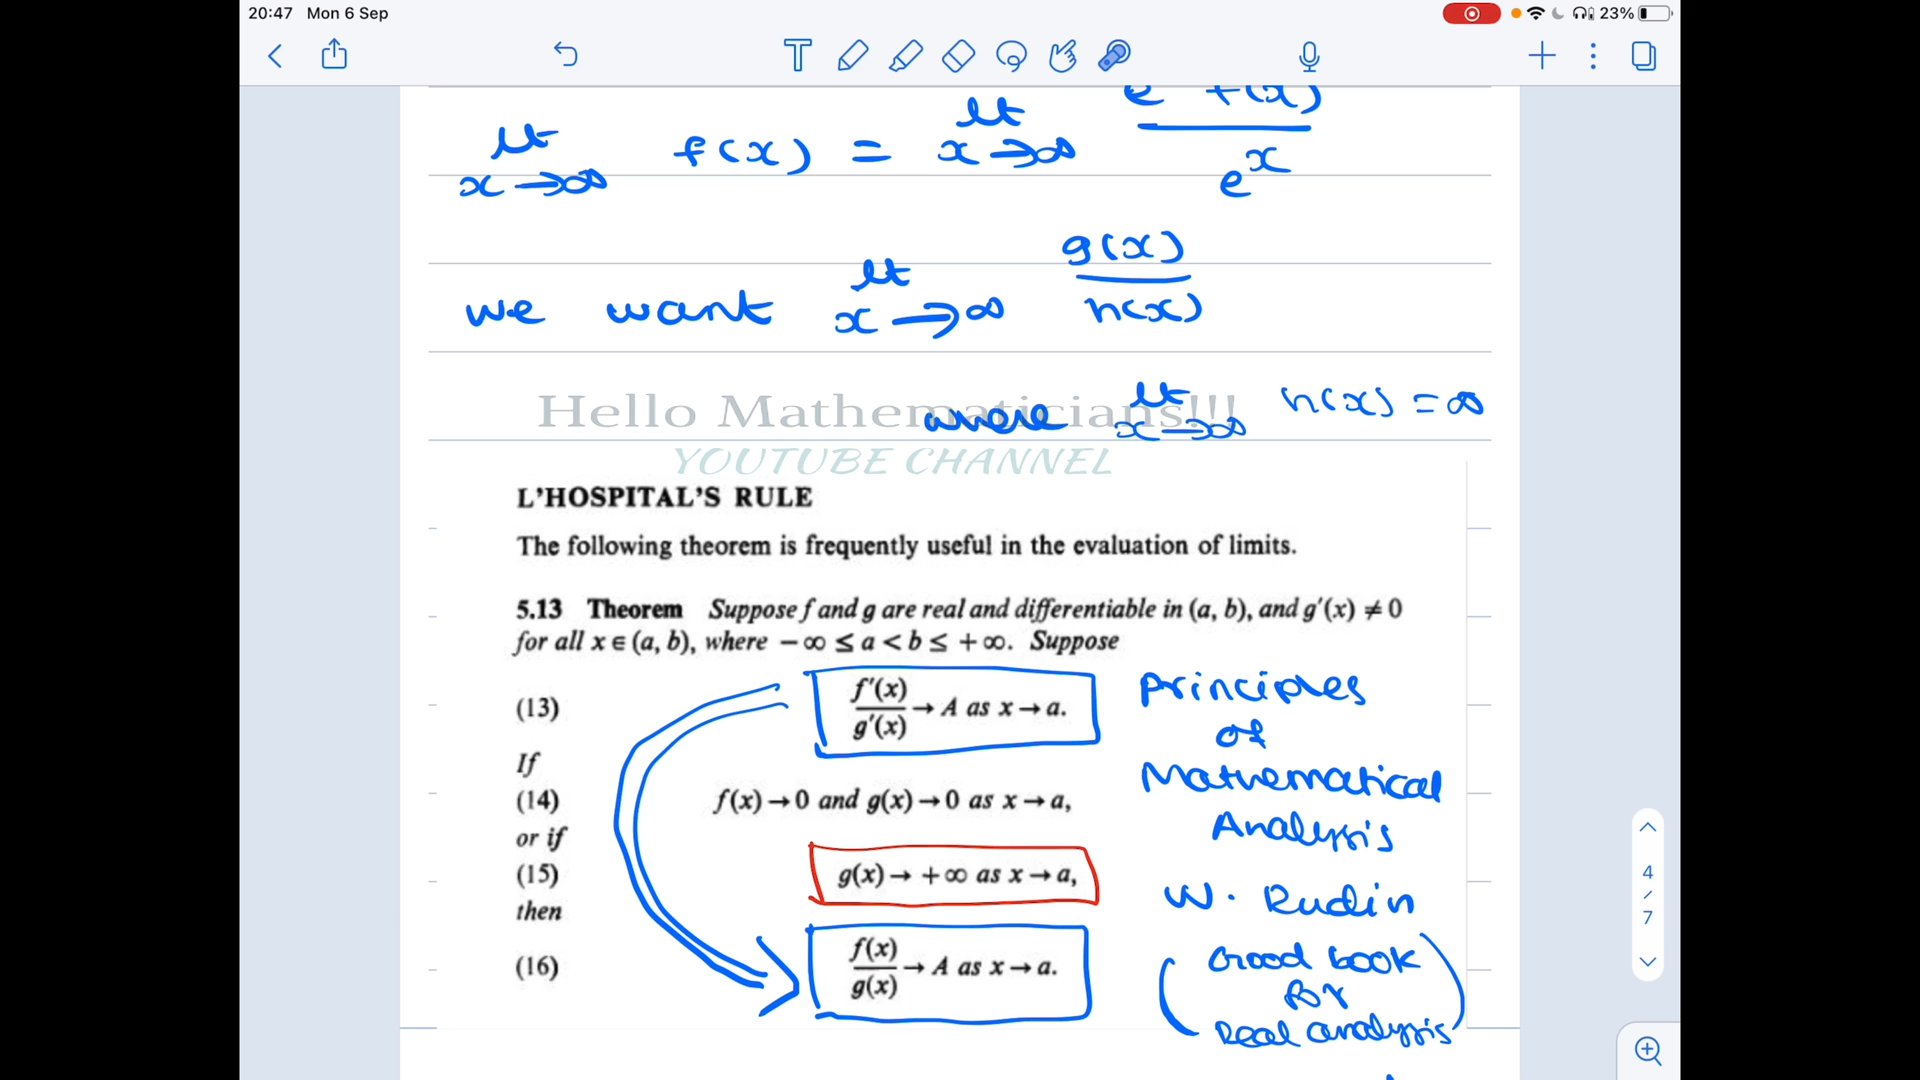 20:47 Mon 6 Sep
23%
e^x f(x)
lt x→∞ f(x) = lt x→∞ e^x
g(x)
we want lt x→∞ h(x)
Hello Mathematicians!!!
where lt x→∞ h(x) = ∞
YOUTUBE CHANNEL
L'HOSPITAL'S RULE
The following theorem is frequently useful in the evaluation of limits.
5.13 Theorem Suppose f and g are real and differentiable in (a, b), and g′(x) ≠ 0
for all x ∈ (a, b), where − ∞ ≤ a < b ≤ + ∞. Suppose
(13) f′(x)/g′(x) → A as x → a.
If
(14) f(x) → 0 and g(x) → 0 as x → a,
or if
(15) g(x) → +∞ as x → a,
then
(16) f(x)/g(x) → A as x → a.
Principles
of
Mathematical
Analysis
W. Rudin
(Good book
for
Real analysis)
4
/
7